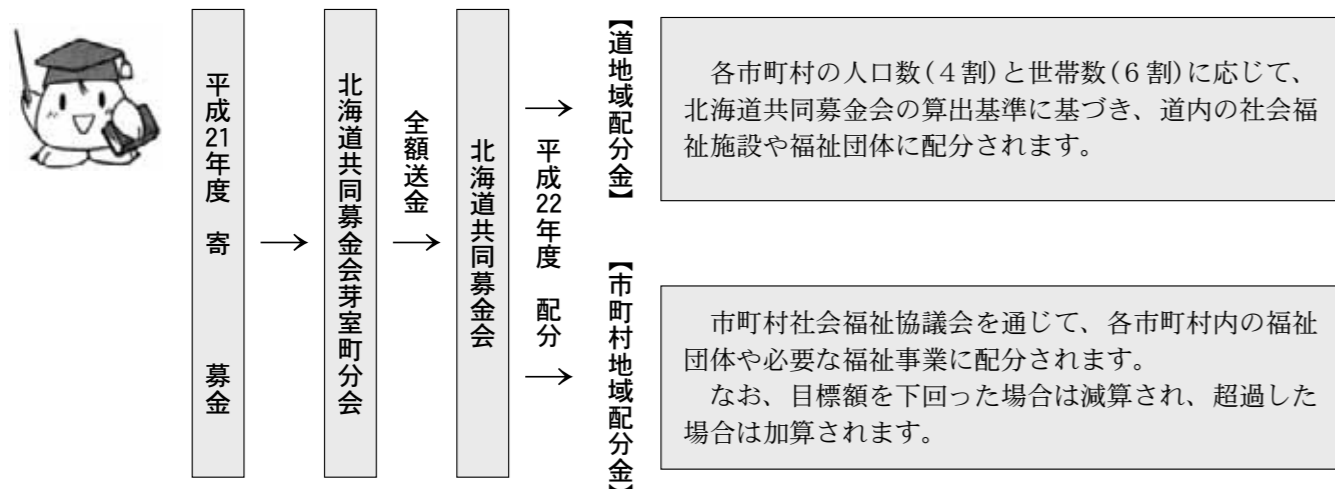 平成21年度 寄 募金
北海道共同募金会芽室町分会
全額送金
北海道共同募金会
平成22年度 配分
【道地域配分金】
各市町村の人口数(４割)と世帯数(６割)に応じて、
北海道共同募金会の算出基準に基づき、道内の社会福
祉施設や福祉団体に配分されます。
【市町村地域配分金】
市町村社会福祉協議会を通じて、各市町村内の福祉
団体や必要な福祉事業に配分されます。
なお、目標額を下回った場合は減算され、超過した
場合は加算されます。